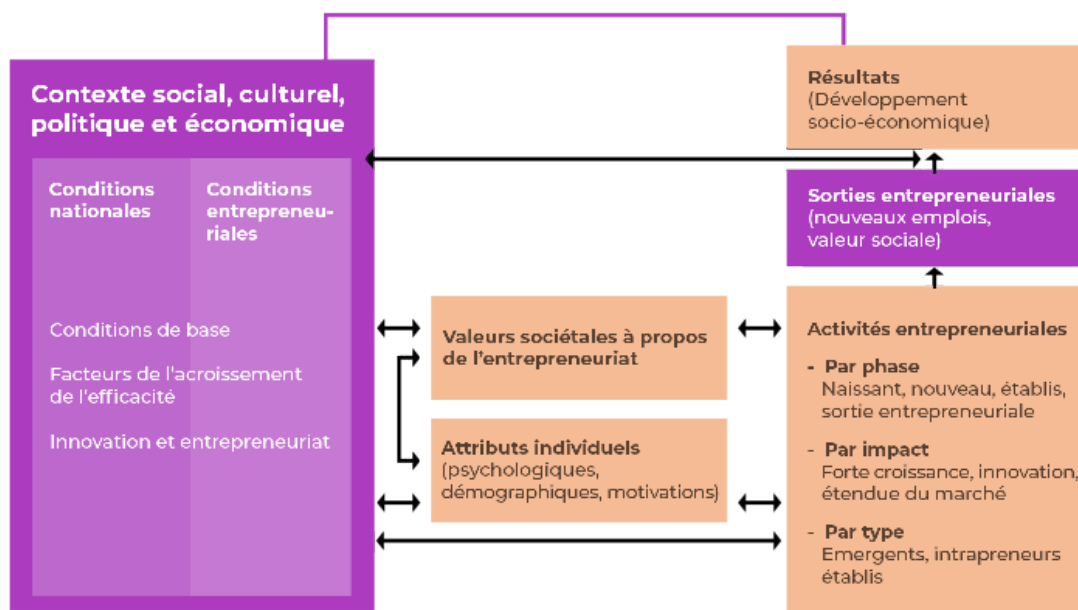 Contexte social, culturel,
politique et économique
Conditions
nationales
Conditions
entrepreneu-
riales
Conditions de base
Facteurs de l'acroissement
de l'efficacité
Innovation et entrepreneuriat
Valeurs sociétales à propos
de l'entrepreneuriat
Attributs individuels
(psychologiques,
démographiques, motivations)
Résultats
(Développement
socio-économique)
Sorties entrepreneuriales
(nouveaux emplois,
valeur sociale)
Activités entrepreneuriales
- Par phase
Naissant, nouveau, établis,
sortie entrepreneuriale
- Par impact
Forte croissance, innovation,
étendue du marché
- Par type
Emergents, intrapreneurs
établis